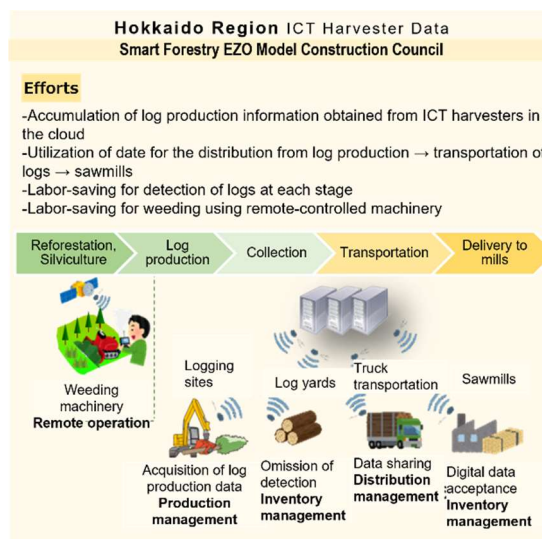 Hokkaido Region ICT Harvester Data
Smart Forestry EZO Model Construction Council
Efforts
-Accumulation of log production information obtained from ICT harvesters in
the cloud
-Utilization of date for the distribution from log production → transportation of
logs → sawmills
-Labor-saving for detection of logs at each stage
-Labor-saving for weeding using remote-controlled machinery
Reforestation, Silviculture
Log production
Collection
Transportation
Delivery to mills
Weeding
machinery
Remote operation
Logging
sites
Acquisition of log
production data
Production
management
Log yards
Omission of
detection
Inventory
management
Truck
transportation
Data sharing
Distribution
management
Sawmills
Digital data
acceptance
Inventory
management